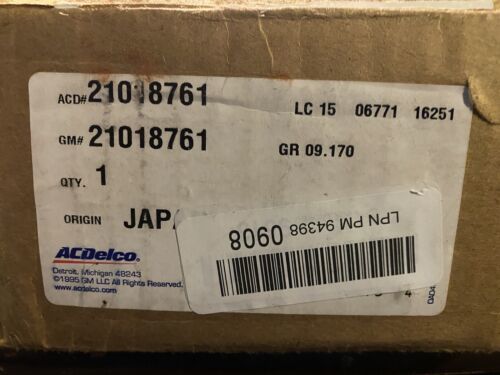 ACD# 21018761
LC 15 06771 16251
GM# 21018761
GR 09.170
QTY. 1
ORIGIN JAPA
LPN PM 94398 0908
ACDelco
Detroit, Michigan 48243
©1995 GM LLC All Rights Reserved.
www.acdelco.com